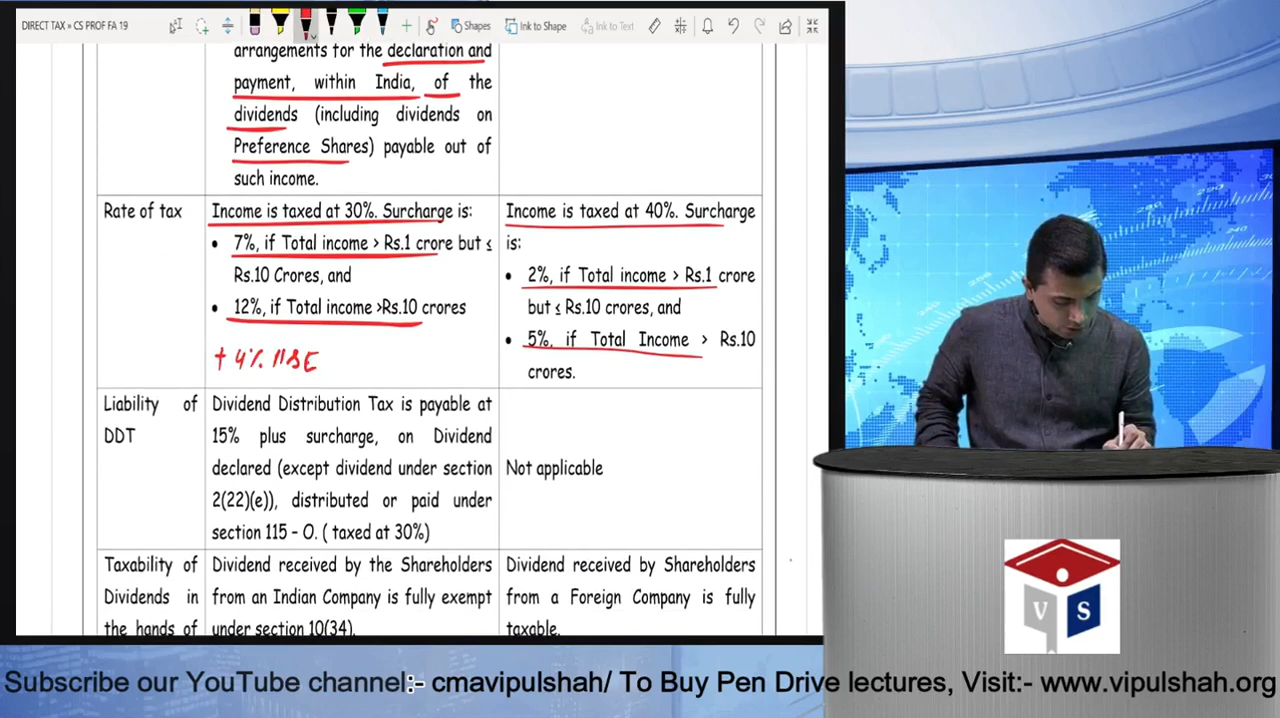 DIRECT TAX » CS PROF FA 19
Shapes
Ink to Shape
Ink to Text
arrangements for the declaration and
payment, within India, of the
dividends (including dividends on
Preference Shares) payable out of
such income.
Rate of tax
Income is taxed at 30%. Surcharge is:
• 7%, if Total income > Rs.1 crore but ≤
Rs.10 Crores, and
• 12%, if Total income >Rs.10 crores
+ 4%
Income is taxed at 40%. Surcharge
is:
• 2%, if Total income > Rs.1 crore
but ≤ Rs.10 crores, and
• 5%, if Total Income > Rs.10
crores.
Liability of
DDT
Dividend Distribution Tax is payable at
15% plus surcharge, on Dividend
declared (except dividend under section
2(22)(e)), distributed or paid under
section 115 – O. ( taxed at 30%)
Not applicable
Taxability of
Dividends in
the hands of
Dividend received by the Shareholders
from an Indian Company is fully exempt
under section 10(34).
Dividend received by Shareholders
from a Foreign Company is fully
taxable.
V S
Subscribe our YouTube channel:- cmavipulshah/ To Buy Pen Drive lectures, Visit:- www.vipulshah.org